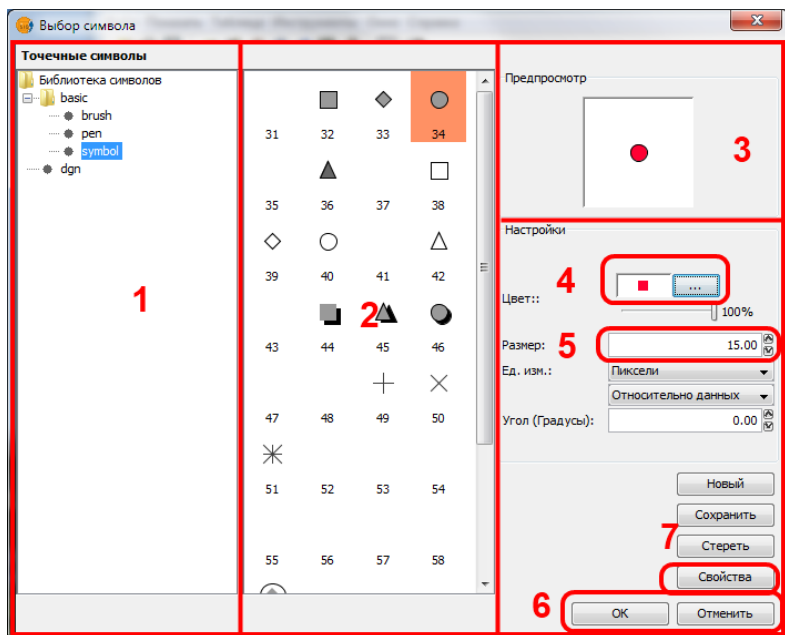 Выбор символа
Точечные символы
Библиотека символов
basic
brush
pen
symbol
dgn
1
31 32 33 34
35 36 37 38
39 40 41 42
2
43 44 45 46
47 48 49 50
51 52 53 54
55 56 57 58
Предпросмотр
3
Настройки
4
...
Цвет::
100%
Размер: 5 15.00
Ед. изм.: Пиксели
Относительно данных
Угол (Градусы): 0.00
Новый
Сохранить
7
Стереть
Свойства
6
OK Отменить